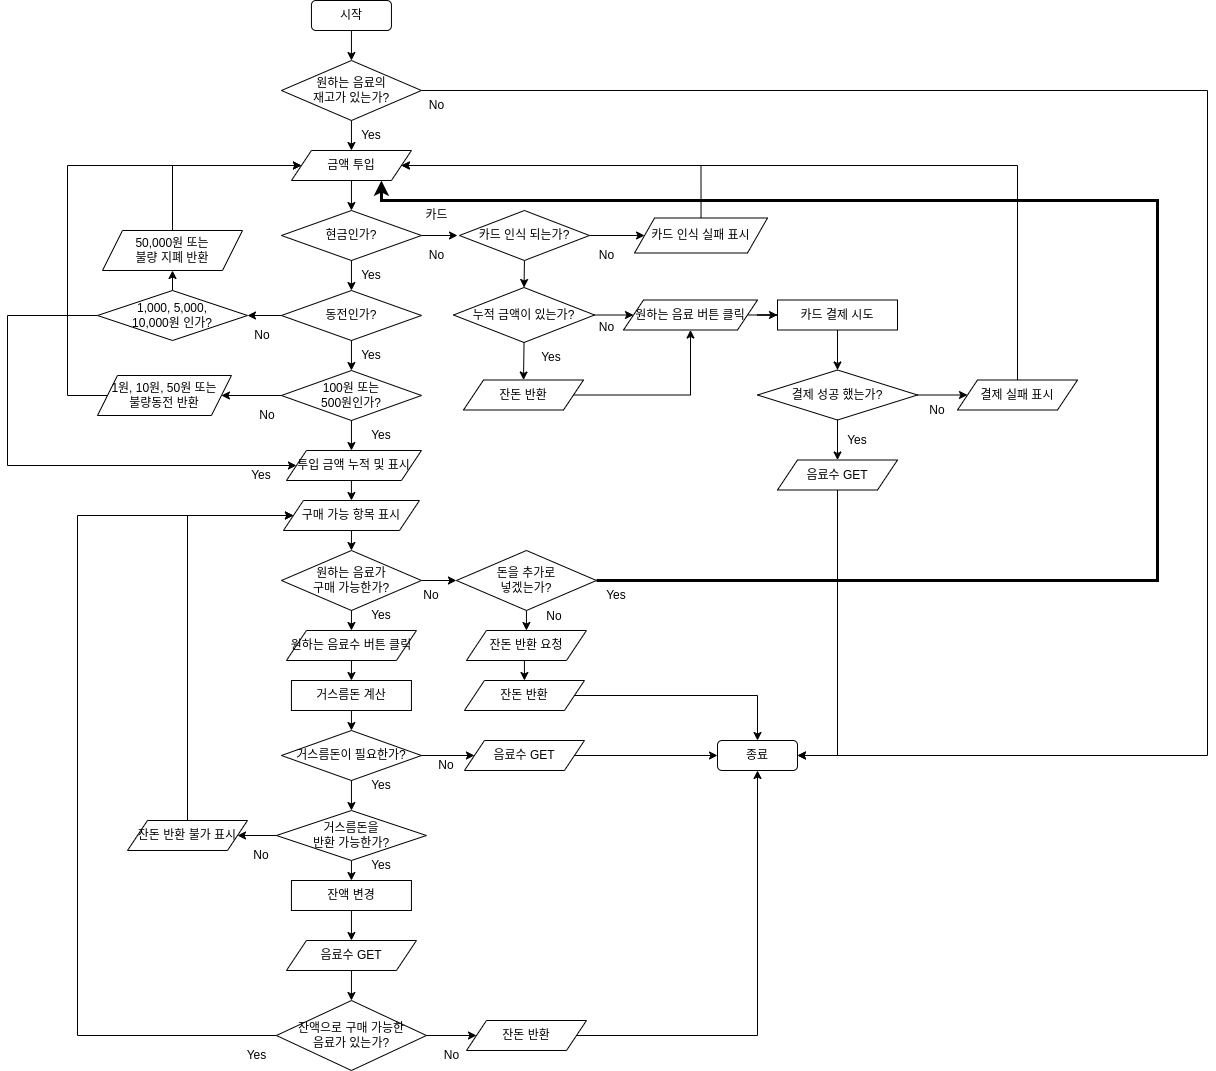 시작
원하는 음료의
재고가 있는가?
No
Yes
금액 투입
카드
현금인가?
No
Yes
카드 인식 되는가?
No
카드 인식 실패 표시
50,000원 또는
불량 지폐 반환
1,000, 5,000,
10,000원 인가?
No
동전인가?
Yes
누적 금액이 있는가?
No
Yes
원하는 음료 버튼 클릭
카드 결제 시도
1원, 10원, 50원 또는
불량동전 반환
No
100원 또는
500원인가?
Yes
잔돈 반환
결제 성공 했는가?
No
Yes
결제 실패 표시
Yes
투입 금액 누적 및 표시
음료수 GET
구매 가능 항목 표시
원하는 음료가
구매 가능한가?
No
Yes
돈을 추가로
넣겠는가?
Yes
No
원하는 음료수 버튼 클릭
잔돈 반환 요청
거스름돈 계산
잔돈 반환
거스름돈이 필요한가?
No
Yes
음료수 GET
종료
잔돈 반환 불가 표시
No
거스름돈을
반환 가능한가?
Yes
잔액 변경
음료수 GET
잔액으로 구매 가능한
음료가 있는가?
Yes
No
잔돈 반환